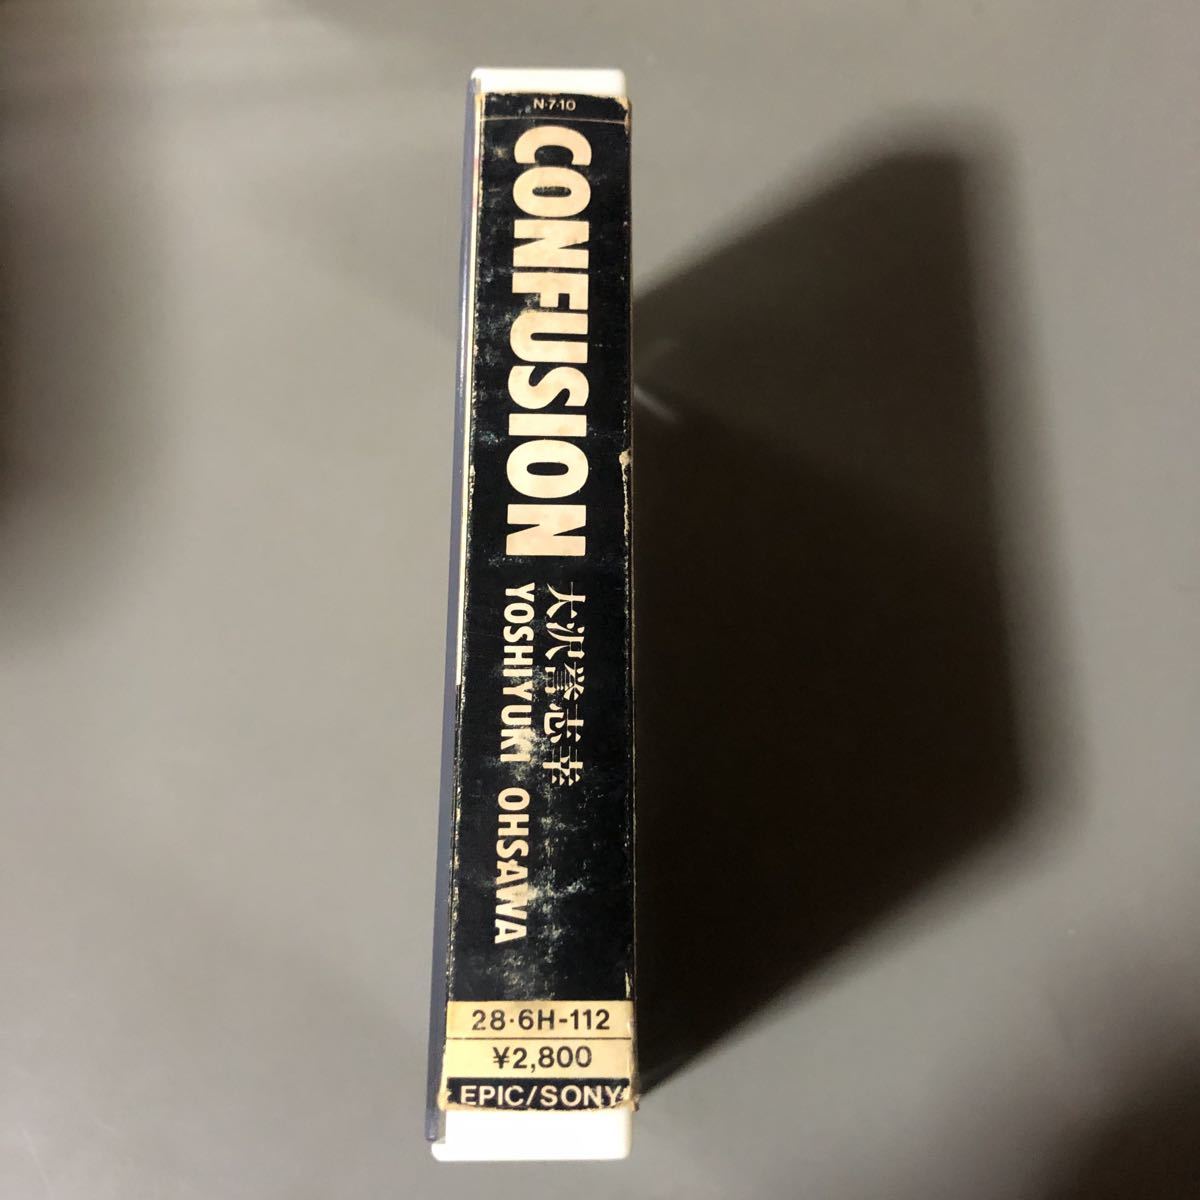 N·7·10
CONFUSION
大沢誉志幸
YOSHIYUKI OHSAWA
28·6H-112
¥2,800
EPIC/SONY